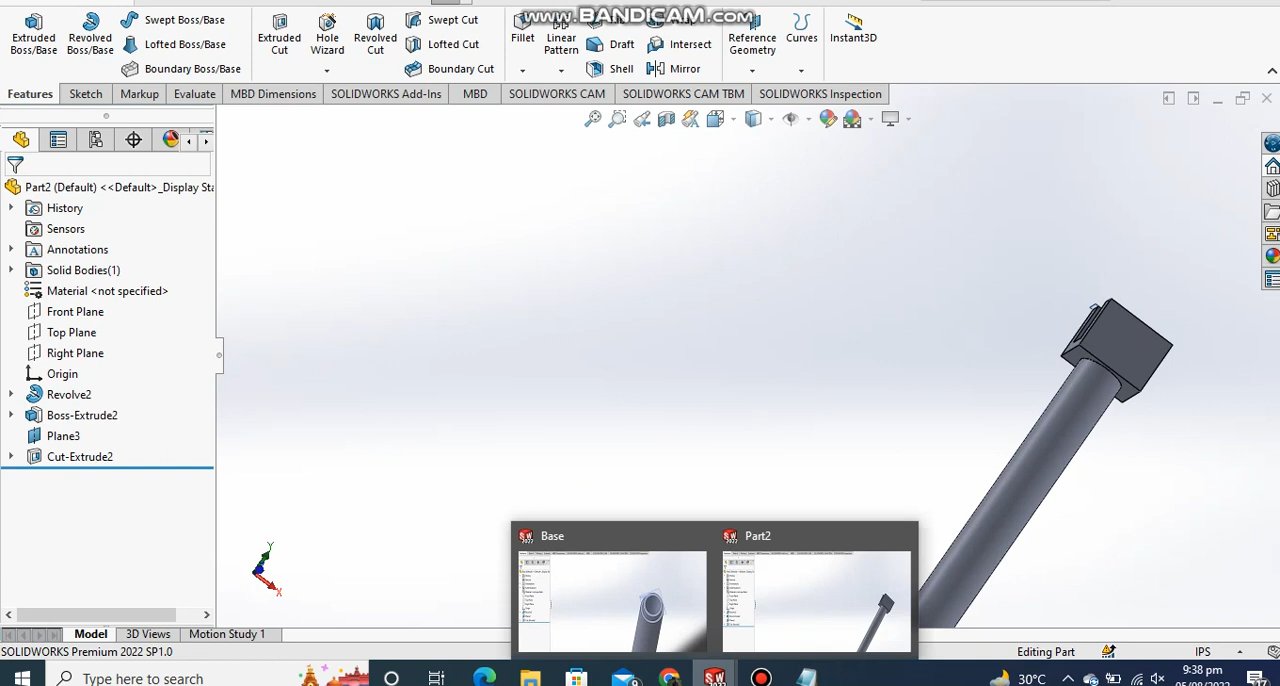 www.BANDICAM.com
Extruded Boss/Base
Revolved Boss/Base
Swept Boss/Base
Lofted Boss/Base
Boundary Boss/Base
Extruded Cut
Hole Wizard
Revolved Cut
Swept Cut
Lofted Cut
Boundary Cut
Fillet
Linear Pattern
Draft
Shell
Intersect
Mirror
Reference Geometry
Curves
Instant3D
Features Sketch Markup Evaluate MBD Dimensions SOLIDWORKS Add-Ins MBD SOLIDWORKS CAM SOLIDWORKS CAM TBM SOLIDWORKS Inspection
Part2 (Default) <<Default>_Display Sta
History
Sensors
Annotations
Solid Bodies(1)
Material <not specified>
Front Plane
Top Plane
Right Plane
Origin
Revolve2
Boss-Extrude2
Plane3
Cut-Extrude2
Y
X
Base
Part2
Model 3D Views Motion Study 1
SOLIDWORKS Premium 2022 SP1.0
Editing Part
IPS
Type here to search
30°C
9:38 pm